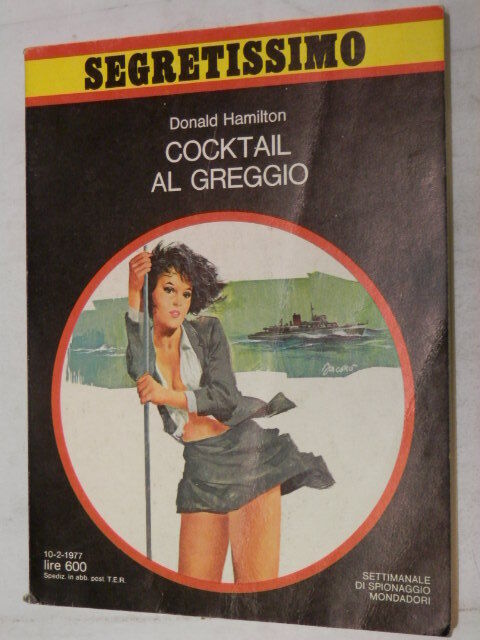 SEGRETISSIMO
Donald Hamilton
COCKTAIL
AL GREGGIO
10-2-1977
lire 600
Spediz. in abb. post. T.E.R.
SETTIMANALE
DI SPIONAGGIO
MONDADORI